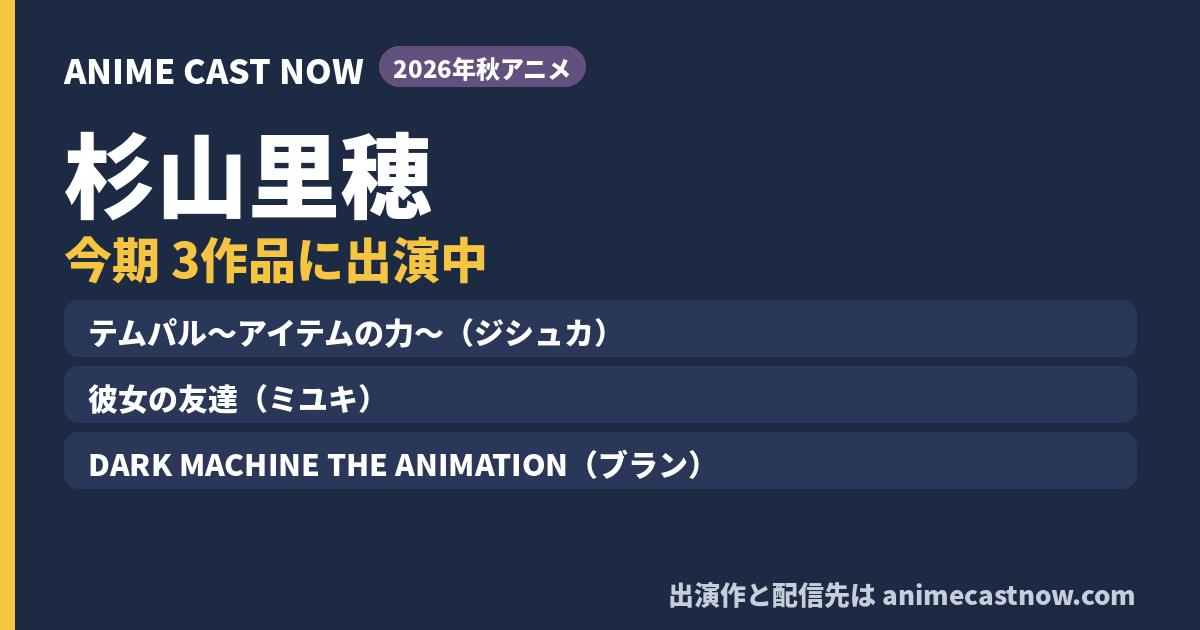 ANIME CAST NOW 2026年秋アニメ
杉山里穂
今期 3作品に出演中
テムパル～アイテムの力～（ジシュカ）
彼女の友達（ミユキ）
DARK MACHINE THE ANIMATION（ブラン）
出演作と配信先は animecastnow.com